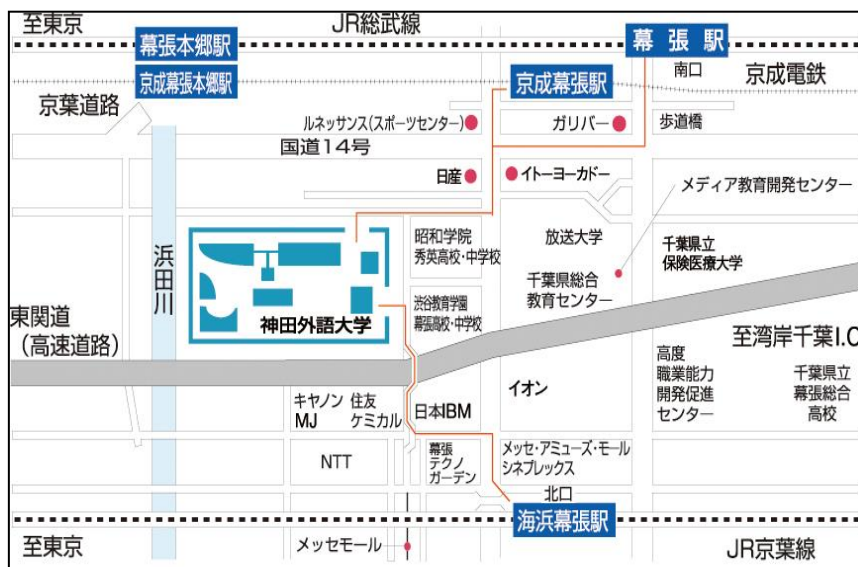 至東京
JR総武線
幕張本郷駅
幕張駅
京成幕張本郷駅
京成幕張駅
南口
京成電鉄
京葉道路
ルネッサンス(スポーツセンター)
ガリバー
歩道橋
国道14号
日産
イトーヨーカドー
メディア教育開発センター
浜田川
昭和学院
秀英高校・中学校
放送大学
千葉県立
保険医療大学
千葉県総合
教育センター
神田外語大学
渋谷教育学園
幕張高校・中学校
東関道
(高速道路)
至湾岸千葉I.C
キヤノン
MJ
住友
ケミカル
日本IBM
イオン
高度
職業能力
開発促進
センター
千葉県立
幕張総合
高校
NTT
幕張
テクノ
ガーデン
メッセ・アミューズ・モール
シネプレックス
北口
海浜幕張駅
至東京
メッセモール
JR京葉線